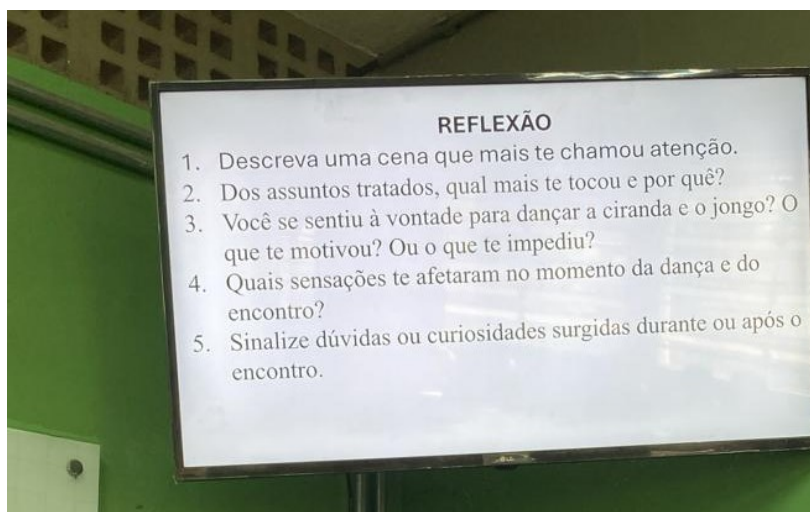 REFLEXÃO
1. Descreva uma cena que mais te chamou atenção.
2. Dos assuntos tratados, qual mais te tocou e por quê?
3. Você se sentiu à vontade para dançar a ciranda e o jongo? O
que te motivou? Ou o que te impediu?
4. Quais sensações te afetaram no momento da dança e do
encontro?
5. Sinalize dúvidas ou curiosidades surgidas durante ou após o
encontro.